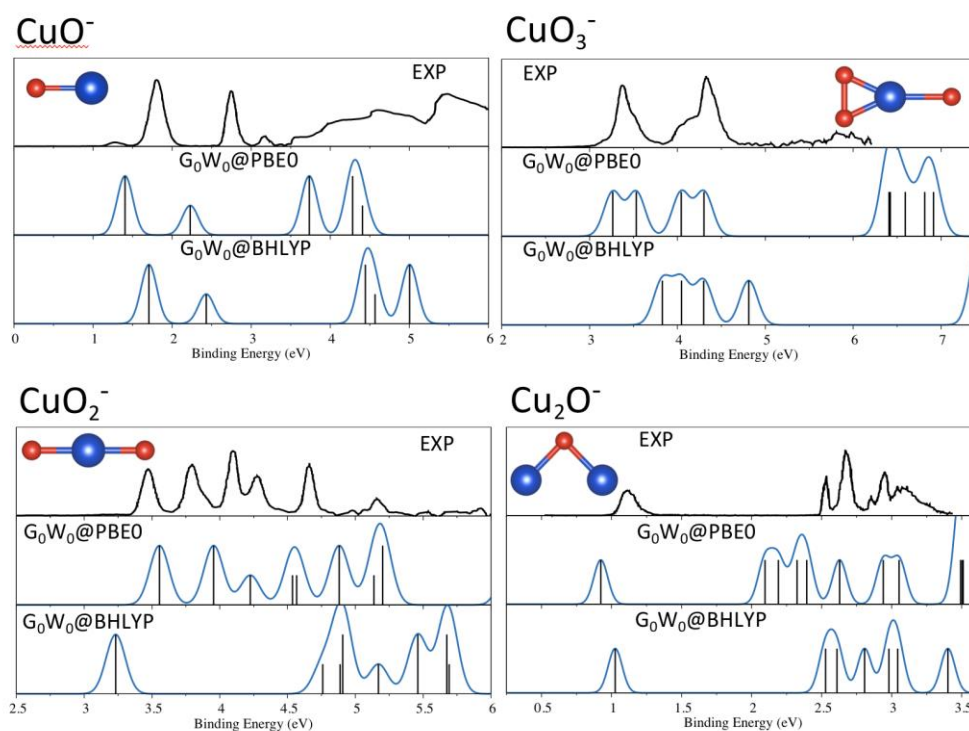 CuO⁻
EXP
G₀W₀@PBE0
G₀W₀@BHLYP
0 1 2 3 4 5 6
Binding Energy (eV)
CuO₃⁻
EXP
G₀W₀@PBE0
G₀W₀@BHLYP
2 3 4 5 6 7
Binding Energy (eV)
CuO₂⁻
EXP
G₀W₀@PBE0
G₀W₀@BHLYP
2.5 3 3.5 4 4.5 5 5.5 6
Binding Energy (eV)
Cu₂O⁻
EXP
G₀W₀@PBE0
G₀W₀@BHLYP
0.5 1 1.5 2 2.5 3 3.5
Binding Energy (eV)